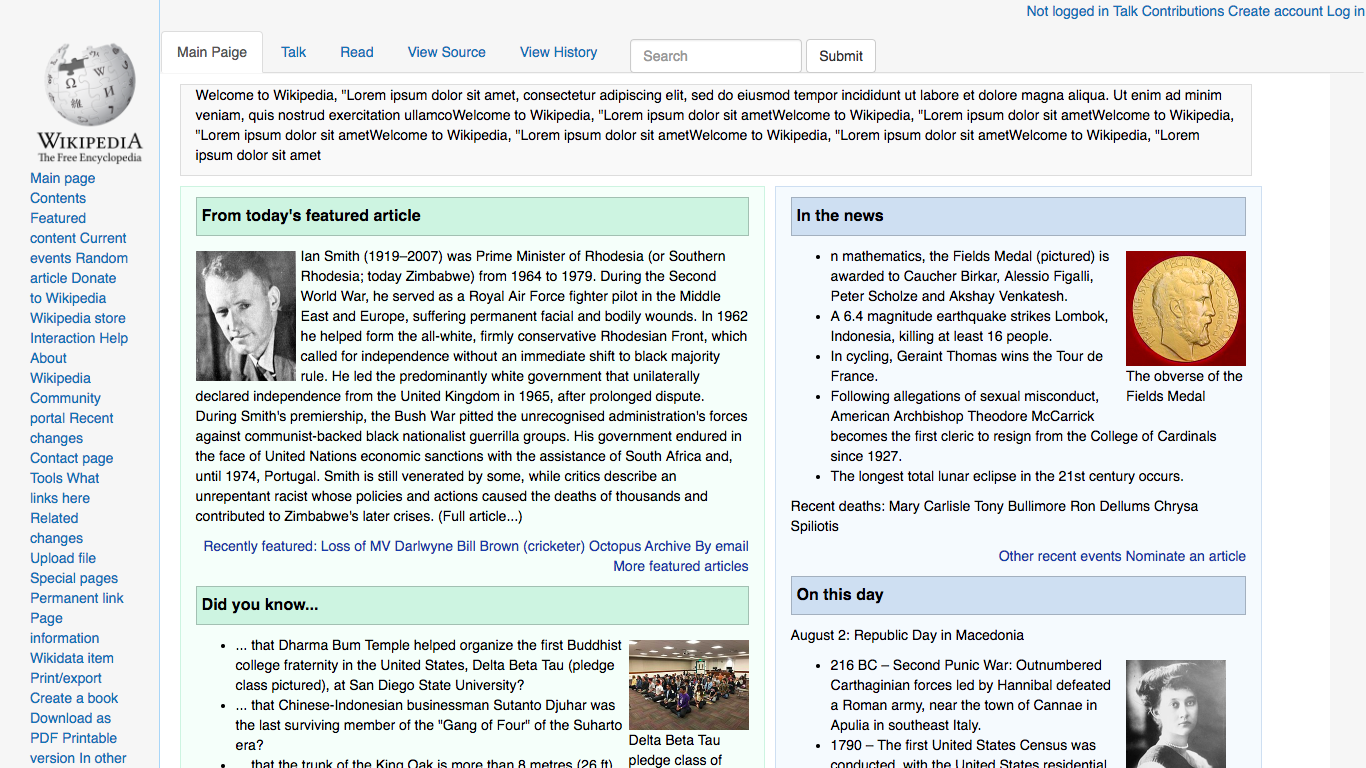 Not logged in Talk Contributions Create account Log in
Main Paige
Talk
Read
View Source
View History
Search
Submit
WIKIPEDIA
The Free Encyclopedia
Main page
Contents
Featured
content Current
events Random
article Donate
to Wikipedia
Wikipedia store
Interaction Help
About
Wikipedia
Community
portal Recent
changes
Contact page
Tools What
links here
Related
changes
Upload file
Special pages
Permanent link
Page
information
Wikidata item
Print/export
Create a book
Download as
PDF Printable
version In other
Welcome to Wikipedia, "Lorem ipsum dolor sit amet, consectetur adipiscing elit, sed do eiusmod tempor incididunt ut labore et dolore magna aliqua. Ut enim ad minim
veniam, quis nostrud exercitation ullamcoWelcome to Wikipedia, "Lorem ipsum dolor sit ametWelcome to Wikipedia, "Lorem ipsum dolor sit ametWelcome to Wikipedia,
"Lorem ipsum dolor sit ametWelcome to Wikipedia, "Lorem ipsum dolor sit ametWelcome to Wikipedia, "Lorem ipsum dolor sit ametWelcome to Wikipedia, "Lorem
ipsum dolor sit amet
From today's featured article
Ian Smith (1919–2007) was Prime Minister of Rhodesia (or Southern
Rhodesia; today Zimbabwe) from 1964 to 1979. During the Second
World War, he served as a Royal Air Force fighter pilot in the Middle
East and Europe, suffering permanent facial and bodily wounds. In 1962
he helped form the all-white, firmly conservative Rhodesian Front, which
called for independence without an immediate shift to black majority
rule. He led the predominantly white government that unilaterally
declared independence from the United Kingdom in 1965, after prolonged dispute.
During Smith's premiership, the Bush War pitted the unrecognised administration's forces
against communist-backed black nationalist guerrilla groups. His government endured in
the face of United Nations economic sanctions with the assistance of South Africa and,
until 1974, Portugal. Smith is still venerated by some, while critics describe an
unrepentant racist whose policies and actions caused the deaths of thousands and
contributed to Zimbabwe's later crises. (Full article...)
Recently featured: Loss of MV Darlwyne Bill Brown (cricketer) Octopus Archive By email
More featured articles
Did you know...
... that Dharma Bum Temple helped organize the first Buddhist
college fraternity in the United States, Delta Beta Tau (pledge
class pictured), at San Diego State University?
... that Chinese-Indonesian businessman Sutanto Djuhar was
the last surviving member of the "Gang of Four" of the Suharto
era?
... that the trunk of the King Oak is more than 8 metres (26 ft)
Delta Beta Tau
pledge class of
In the news
n mathematics, the Fields Medal (pictured) is
awarded to Caucher Birkar, Alessio Figalli,
Peter Scholze and Akshay Venkatesh.
A 6.4 magnitude earthquake strikes Lombok,
Indonesia, killing at least 16 people.
In cycling, Geraint Thomas wins the Tour de
France.
Following allegations of sexual misconduct,
American Archbishop Theodore McCarrick
becomes the first cleric to resign from the College of Cardinals
since 1927.
The longest total lunar eclipse in the 21st century occurs.
The obverse of the
Fields Medal
Recent deaths: Mary Carlisle Tony Bullimore Ron Dellums Chrysa
Spiliotis
Other recent events Nominate an article
On this day
August 2: Republic Day in Macedonia
216 BC – Second Punic War: Outnumbered
Carthaginian forces led by Hannibal defeated
a Roman army, near the town of Cannae in
Apulia in southeast Italy.
1790 – The first United States Census was
conducted, with the United States residential